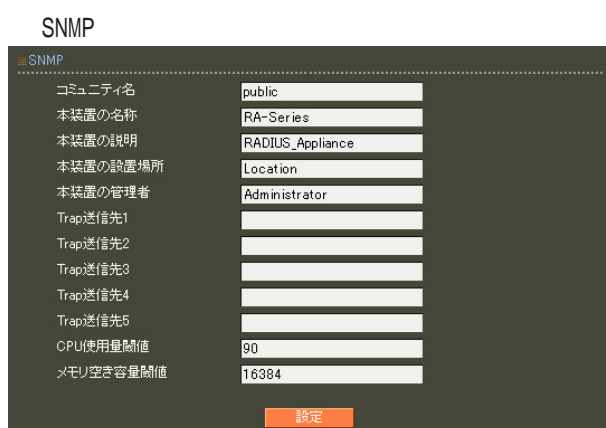 SNMP
SNMP
コミュニティ名 public
本装置の名称 RA-Series
本装置の説明 RADIUS_Appliance
本装置の設置場所 Location
本装置の管理者 Administrator
Trap送信先1
Trap送信先2
Trap送信先3
Trap送信先4
Trap送信先5
CPU使用量閾値 90
メモリ空き容量閾値 16384
設定